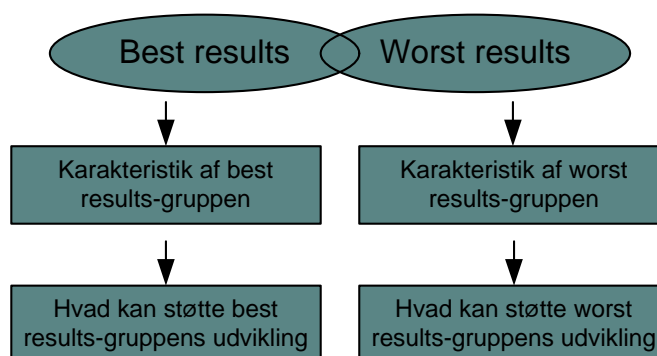 Best results
Worst results
Karakteristik af best
results-gruppen
Karakteristik af worst
results-gruppen
Hvad kan støtte best
results-gruppens udvikling
Hvad kan støtte worst
results-gruppens udvikling